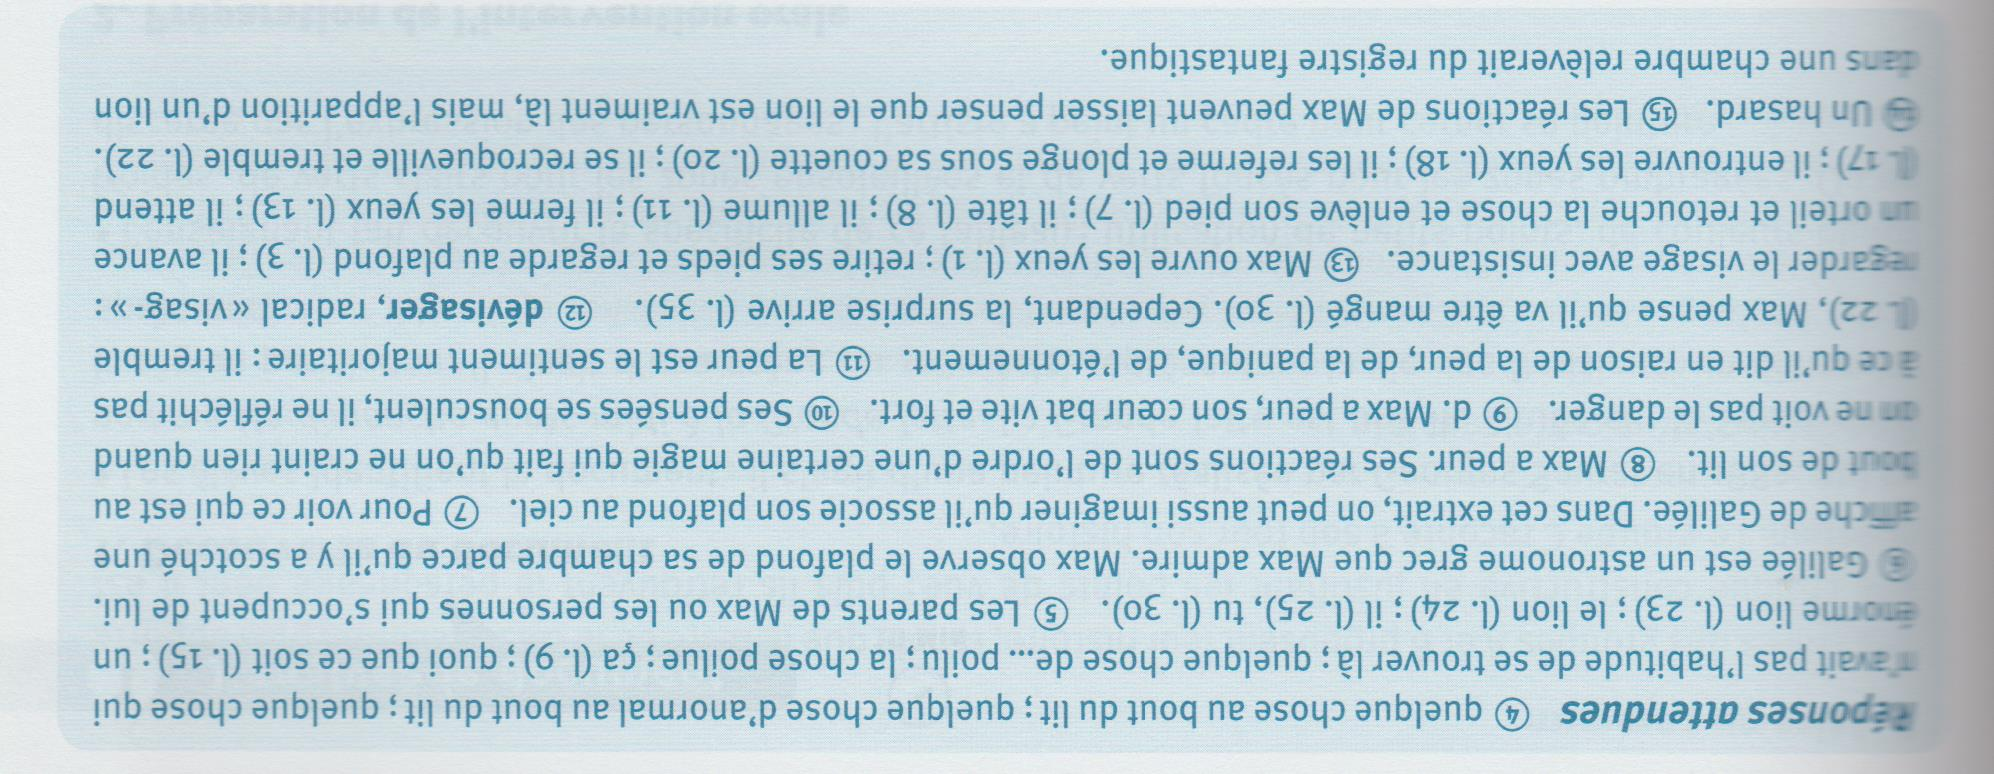 Réponses attendues ④ quelque chose au bout du lit ; quelque chose d'anormal au bout du lit ; quelque chose qui
n'avait pas l'habitude de se trouver là ; quelque chose de... poilu ; la chose poilue ; ça (l. 9) ; quoi que ce soit (l. 15) ; un
énorme lion (l. 23) ; le lion (l. 24) ; il (l. 25), tu (l. 30). ⑤ Les parents de Max ou les personnes qui s'occupent de lui.
⑥ Galilée est un astronome grec que Max admire. Max observe le plafond de sa chambre parce qu'il y a scotché une
affiche de Galilée. Dans cet extrait, on peut aussi imaginer qu'il associe son plafond au ciel. ⑦ Pour voir ce qui est au
bout de son lit. ⑧ Max a peur. Ses réactions sont de l'ordre d'une certaine magie qui fait qu'on ne craint rien quand
on ne voit pas le danger. ⑨ d. Max a peur, son cœur bat vite et fort. ⑩ Ses pensées se bousculent, il ne réfléchit pas
à ce qu'il dit en raison de la peur, de la panique, de l'étonnement. ⑪ La peur est le sentiment majoritaire : il tremble
(l. 22), Max pense qu'il va être mangé (l. 30). Cependant, la surprise arrive (l. 35). ⑫ dévisager, radical « visag- » :
regarder le visage avec insistance. ⑬ Max ouvre les yeux (l. 1) ; retire ses pieds et regarde au plafond (l. 3) ; il avance
un orteil et retouche la chose et enlève son pied (l. 7) ; il tâte (l. 8) ; il allume (l. 11) ; il ferme les yeux (l. 13) ; il attend
(l. 17) ; il entrouvre les yeux (l. 18) ; il les referme et plonge sous sa couette (l. 20) ; il se recroqueville et tremble (l. 22).
⑭ Un hasard. ⑮ Les réactions de Max peuvent laisser penser que le lion est vraiment là, mais l'apparition d'un lion
dans une chambre relèverait du registre fantastique.
2. Préparation de l'intervention orale